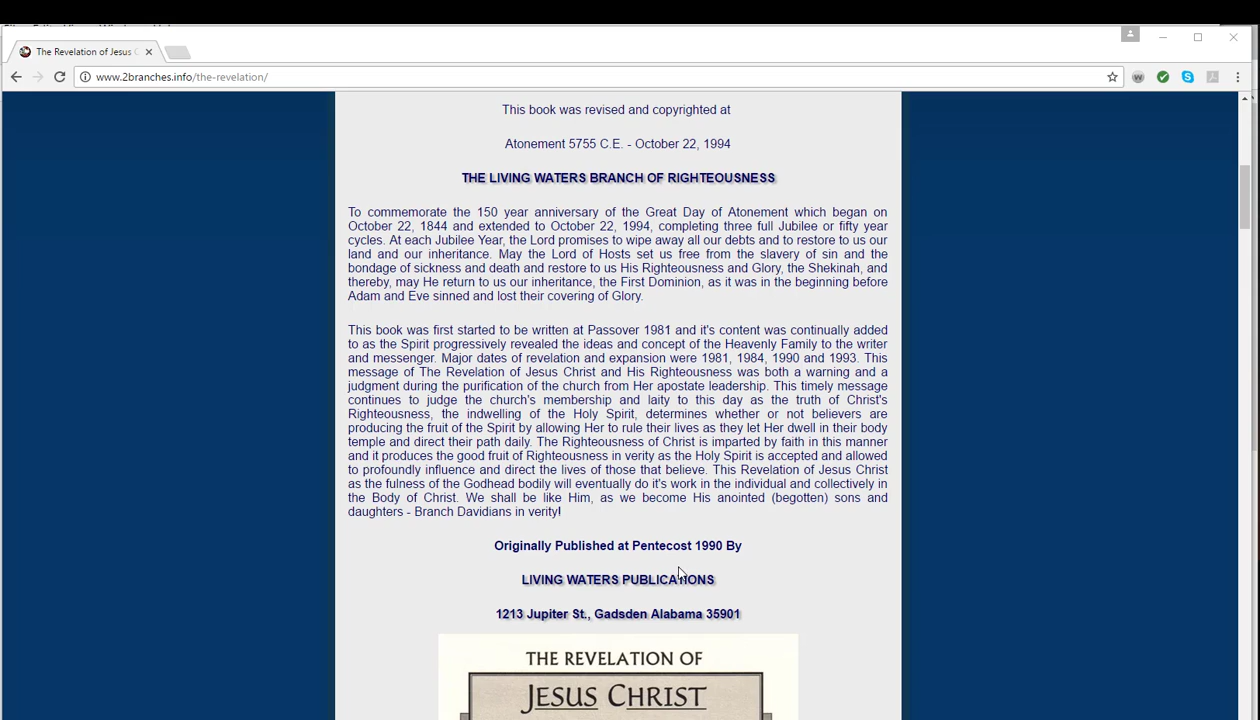 The Revelation of Jesus C
www.2branches.info/the-revelation/
This book was revised and copyrighted at
Atonement 5755 C.E. - October 22, 1994
THE LIVING WATERS BRANCH OF RIGHTEOUSNESS
To commemorate the 150 year anniversary of the Great Day of Atonement which began on
October 22, 1844 and extended to October 22, 1994, completing three full Jubilee or fifty year
cycles. At each Jubilee Year, the Lord promises to wipe away all our debts and to restore to us our
land and our inheritance. May the Lord of Hosts set us free from the slavery of sin and the
bondage of sickness and death and restore to us His Righteousness and Glory, the Shekinah, and
thereby, may He return to us our inheritance, the First Dominion, as it was in the beginning before
Adam and Eve sinned and lost their covering of Glory.
This book was first started to be written at Passover 1981 and it's content was continually added
to as the Spirit progressively revealed the ideas and concept of the Heavenly Family to the writer
and messenger. Major dates of revelation and expansion were 1981, 1984, 1990 and 1993. This
message of The Revelation of Jesus Christ and His Righteousness was both a warning and a
judgment during the purification of the church from Her apostate leadership. This timely message
continues to judge the church's membership and laity to this day as the truth of Christ's
Righteousness, the indwelling of the Holy Spirit, determines whether or not believers are
producing the fruit of the Spirit by allowing Her to rule their lives as they let Her dwell in their body
temple and direct their path daily. The Righteousness of Christ is imparted by faith in this manner
and it produces the good fruit of Righteousness in verity as the Holy Spirit is accepted and allowed
to profoundly influence and direct the lives of those that believe. This Revelation of Jesus Christ
as the fulness of the Godhead bodily will eventually do it's work in the individual and collectively in
the Body of Christ. We shall be like Him, as we become His anointed (begotten) sons and
daughters - Branch Davidians in verity!
Originally Published at Pentecost 1990 By
LIVING WATERS PUBLICATIONS
1213 Jupiter St., Gadsden Alabama 35901
THE REVELATION OF
JESUS CHRIST